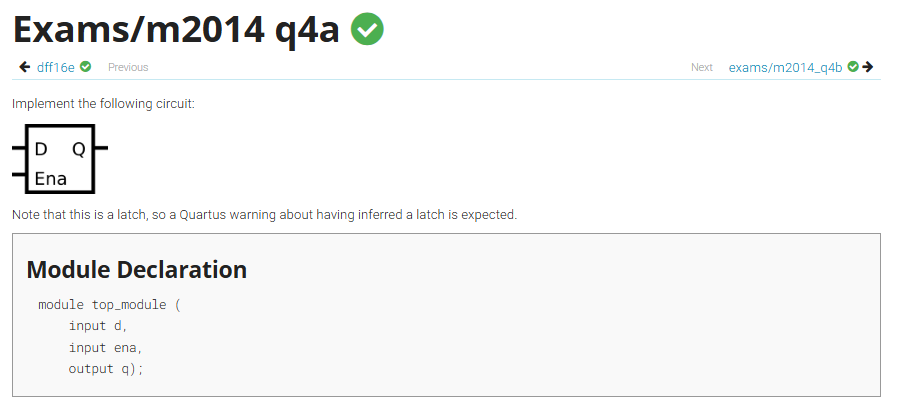 Exams/m2014 q4a
dff16e Previous Next exams/m2014_q4b
Implement the following circuit:
D Q
Ena
Note that this is a latch, so a Quartus warning about having inferred a latch is expected.
Module Declaration
module top_module (
    input d,
    input ena,
    output q);